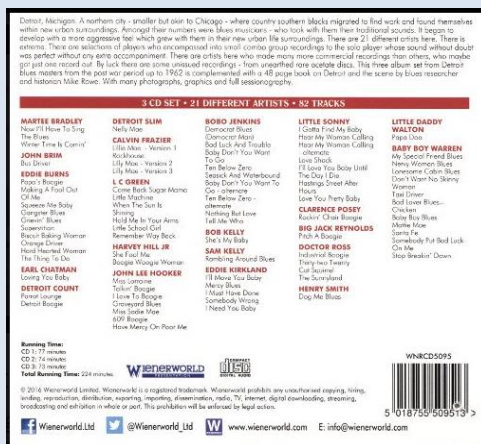 Detroit, Michigan. A northern city - smaller but akin to Chicago - where country southern blacks migrated to find work and found themselves
within new urban surroundings. Amongst their numbers were blues musicians - who took with them their traditional sounds. It began to
develop with a more aggressive feel which grew with them in their new urban life surroundings. There are 21 different artists here. There is
extrema. There are selections of players who encompassed into small combo group recordings to the solo player whose sound without doubt
was perfect without any extra accompaniment. There are artists here who made many more commercial recordings than others, who maybe
got just one record out. By luck there are some unissued recordings - from unearthed rare acetate discs. This three album set from Detroit
blues masters from the post war period up to 1962 is complemented with a 48 page book on Detroit and the scene by blues researcher
and historian Mike Rowe. With many photographs, graphics and full sessionography.
3 CD SET • 21 DIFFERENT ARTISTS • 82 TRACKS
MARTEE BRADLEY
Now I'll Have To Sing
The Blues
Winter Time Is Comin'
JOHN BRIM
Bus Driver
EDDIE BURNS
Papa's Boogie
Making A Fool Out
Of Me
Squeeze Me Baby
Gangster Blues
Grievin' Blues
Superstition
Biscuit Baking Woman
Orange Driver
Hard Hearted Woman
The Thing To Do
EARL CHATMAN
Loving You Baby
DETROIT COUNT
Parrot Lounge
Detroit Boogie
DETROIT SLIM
Nelly Mae
CALVIN FRAZIER
Lillie Mae - Version 1
Rockhouse
Lilly Mae - Version 2
Lilly Mae - Version 3
L C GREEN
Come Back Sugar Mama
Little Machine
When The Sun Is
Shining
Hold Me In Your Arms
Little School Girl
Remember Way Back
HARVEY HILL JR
She Fool Me
Boogie Woogie Woman
JOHN LEE HOOKER
Miss Lorraine
Talkin' Boogie
I Love To Boogie
Graveyard Blues
Miss Sadie Mae
609 Boogie
Have Mercy On Poor Me
BOBO JENKINS
Democrat Blues
(Democrat Man)
Bad Luck And Trouble
Baby Don't You Want
To Go
Ten Below Zero
Seasick And Waterbound
Baby Don't You Want To
Go - alternate
Ten Below Zero -
alternate
Nothing But Love
Tell Me Who
BOB KELLY
She's My Baby
SAM KELLY
Rambling Around Blues
EDDIE KIRKLAND
I'll Move You Baby
Mercy Blues
I Must Have Done
Somebody Wrong
I Need You Baby
LITTLE SONNY
I Gotta Find My Baby
Hear My Woman Calling
Hear My Woman Calling
-alternate
Love Shack
I'll Love You Baby Until
The Day I Die
Hastings Street After
Hours
Love You Pretty Baby
CLARENCE POSEY
Rockin' Chair Boogie
BIG JACK REYNOLDS
Pitch A Boogie
DOCTOR ROSS
Industrial Boogie
Thirty-two Twenty
Cat Squirrel
The Sunnyland
HENRY SMITH
Dog Me Blues
LITTLE DADDY
WALTON
Papa Doo
BABY BOY WARREN
My Special Friend Blues
Nervy Woman Blues
Lonesome Cabin Blues
Don't Want No Skinny
Woman
Taxi Driver
Bad Lover Blues...
Chicken
Baby Boy Blues
Mattie Mae
Santa Fe
Somebody Put Bad Luck
On Me
Stop Breakin' Down
Running Time:
CD 1: 77 minutes
CD 2: 74 minutes
CD 3: 73 minutes
Total Running Time: 224 minutes.
WIENERWORLD
PRESENTATION
COMPACT
disc
DIGITAL AUDIO
WNRCD5095
5 018755 509513 >
© 2016 Wienerworld Limited. Wienerworld is a registered trademark. Wienerworld prohibits any unauthorised copying, hiring,
lending, reproduction, distribution, exporting, importing, dissemination, radio, TV, internet, digital downloading, streaming,
broadcasting and exhibition in whole or part. This prohibition will be enforced by legal action.
f Wienerworld.Ltd @Wienerworld_Ltd W www.wienerworld.com E: info@wienerworld.com